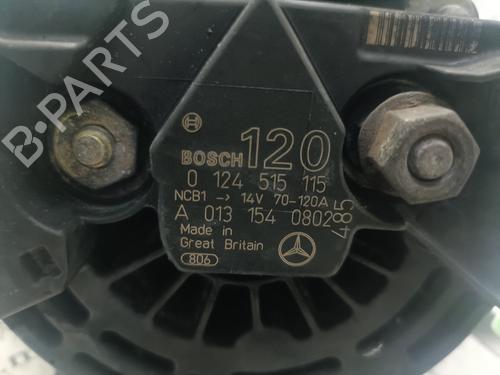 B-PARTS
BOSCH 120
0 124 515 115
NCB1 -> 14V 70-120A
A 013 154 0802
Made in
Great Britain
806